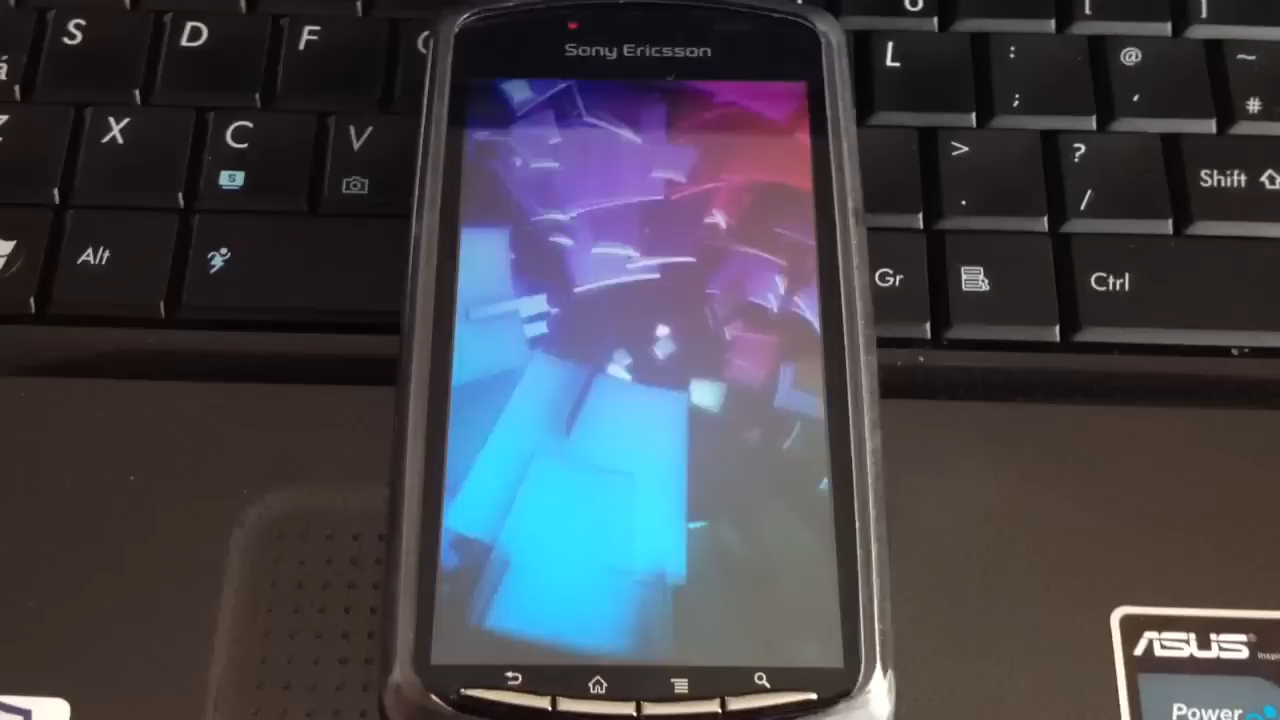 Sony Ericsson
S D F
L : ; @ ' ~ #
Z X C V
S
> . ? / Shift
Alt
Gr Ctrl
ASUS
Power